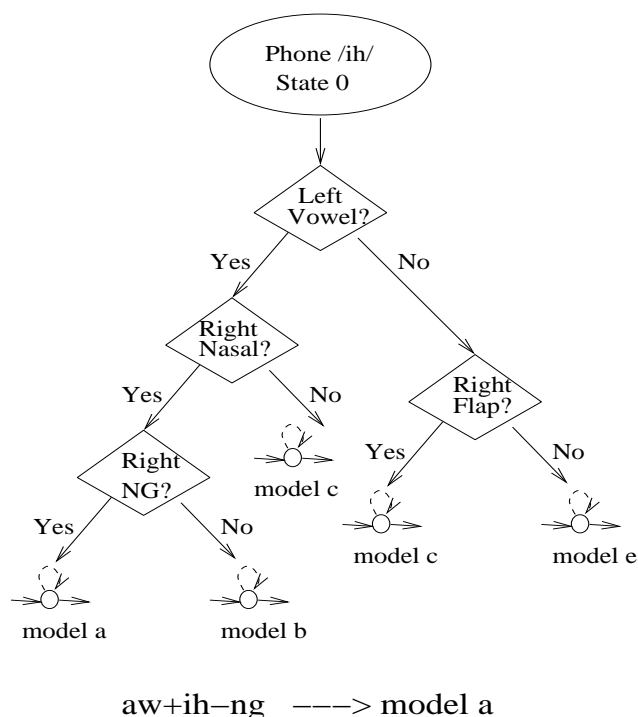 Phone /ih/
State 0
Left
Vowel?
Yes
No
Right
Nasal?
Right
Flap?
Yes
No
Right
NG?
model c
Yes
No
Yes
No
model c
model e
model a
model b
aw+ih−ng −−−> model a